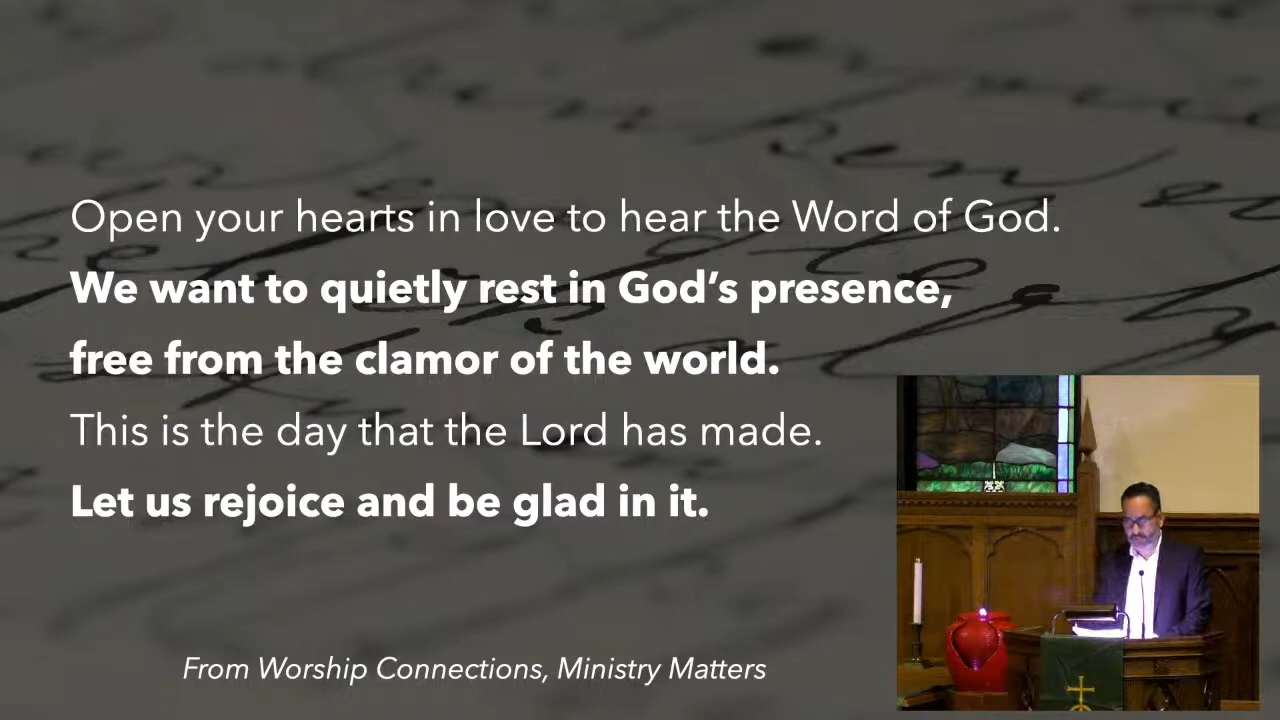 Open your hearts in love to hear the Word of God.
We want to quietly rest in God's presence,
free from the clamor of the world.
This is the day that the Lord has made.
Let us rejoice and be glad in it.
From Worship Connections, Ministry Matters